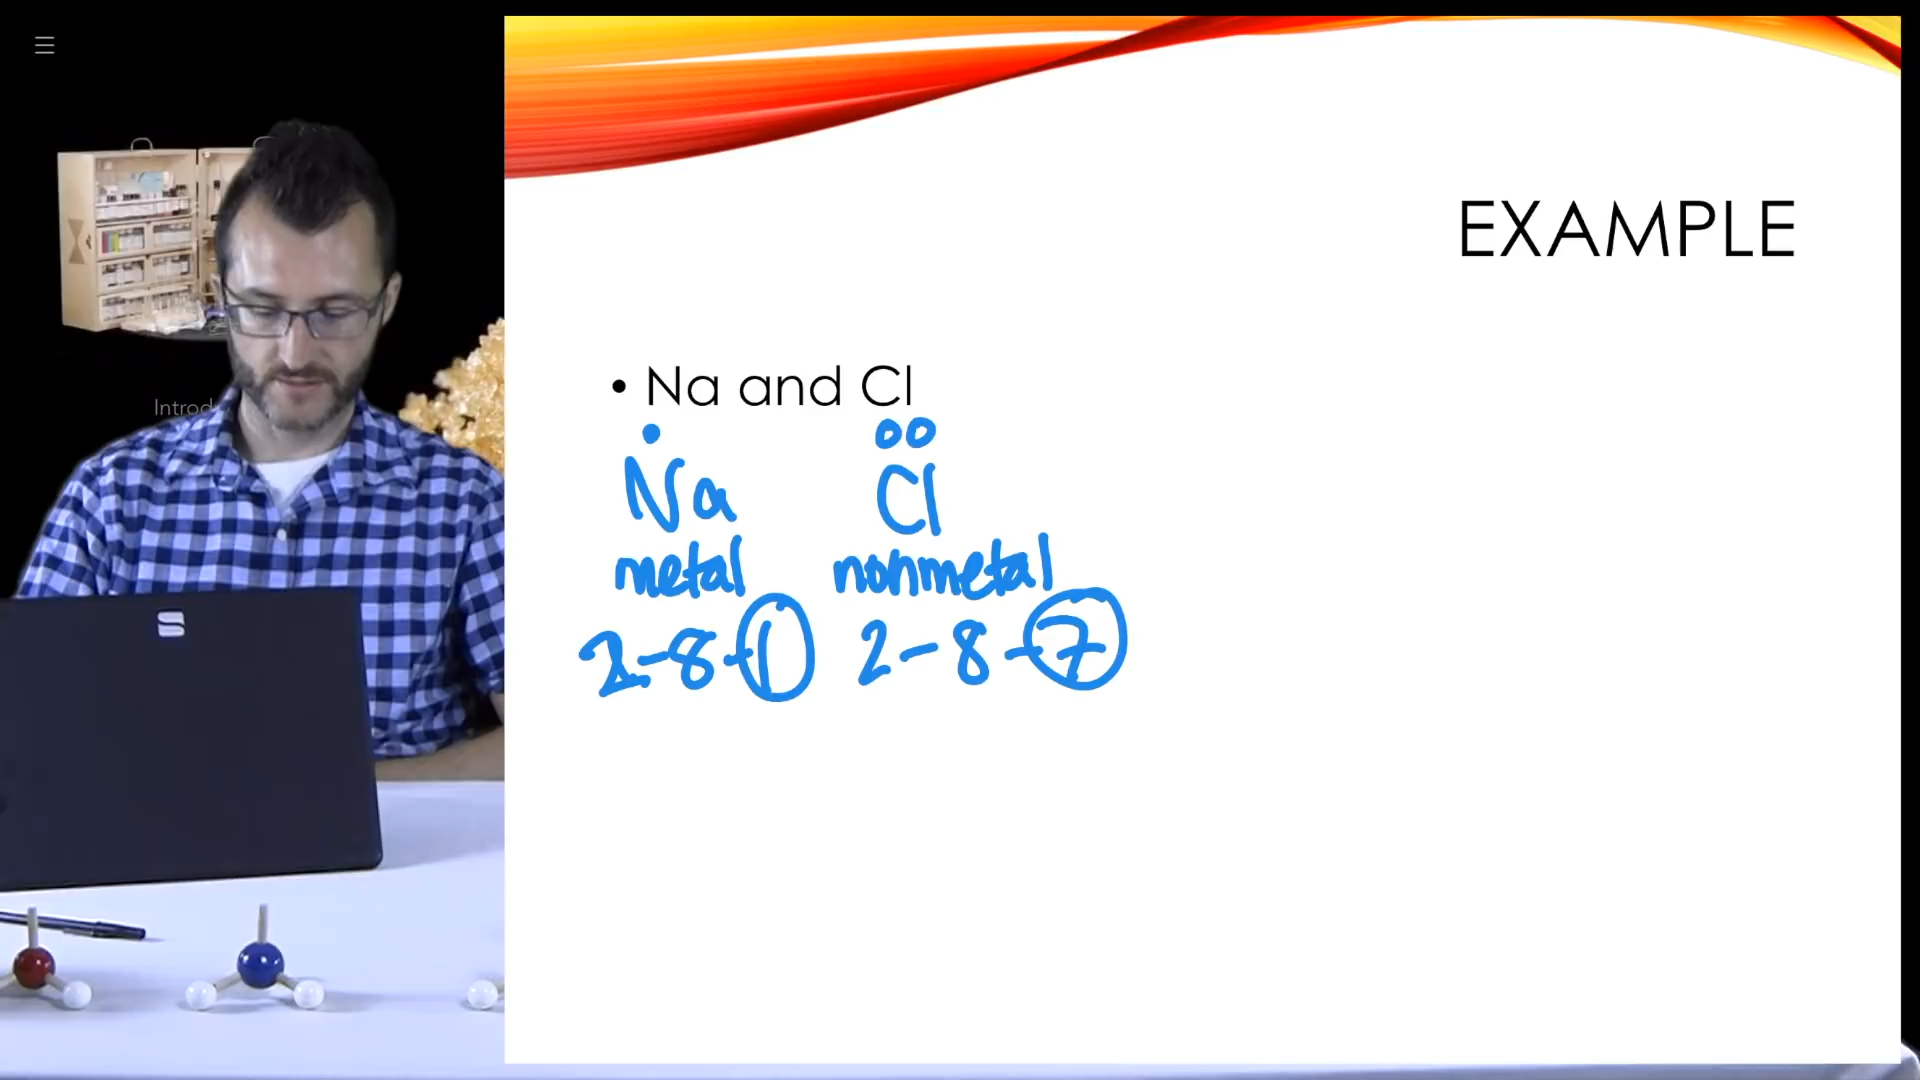 EXAMPLE
• Na and Cl
Na Cl
metal nonmetal
2-8-1 2-8-7